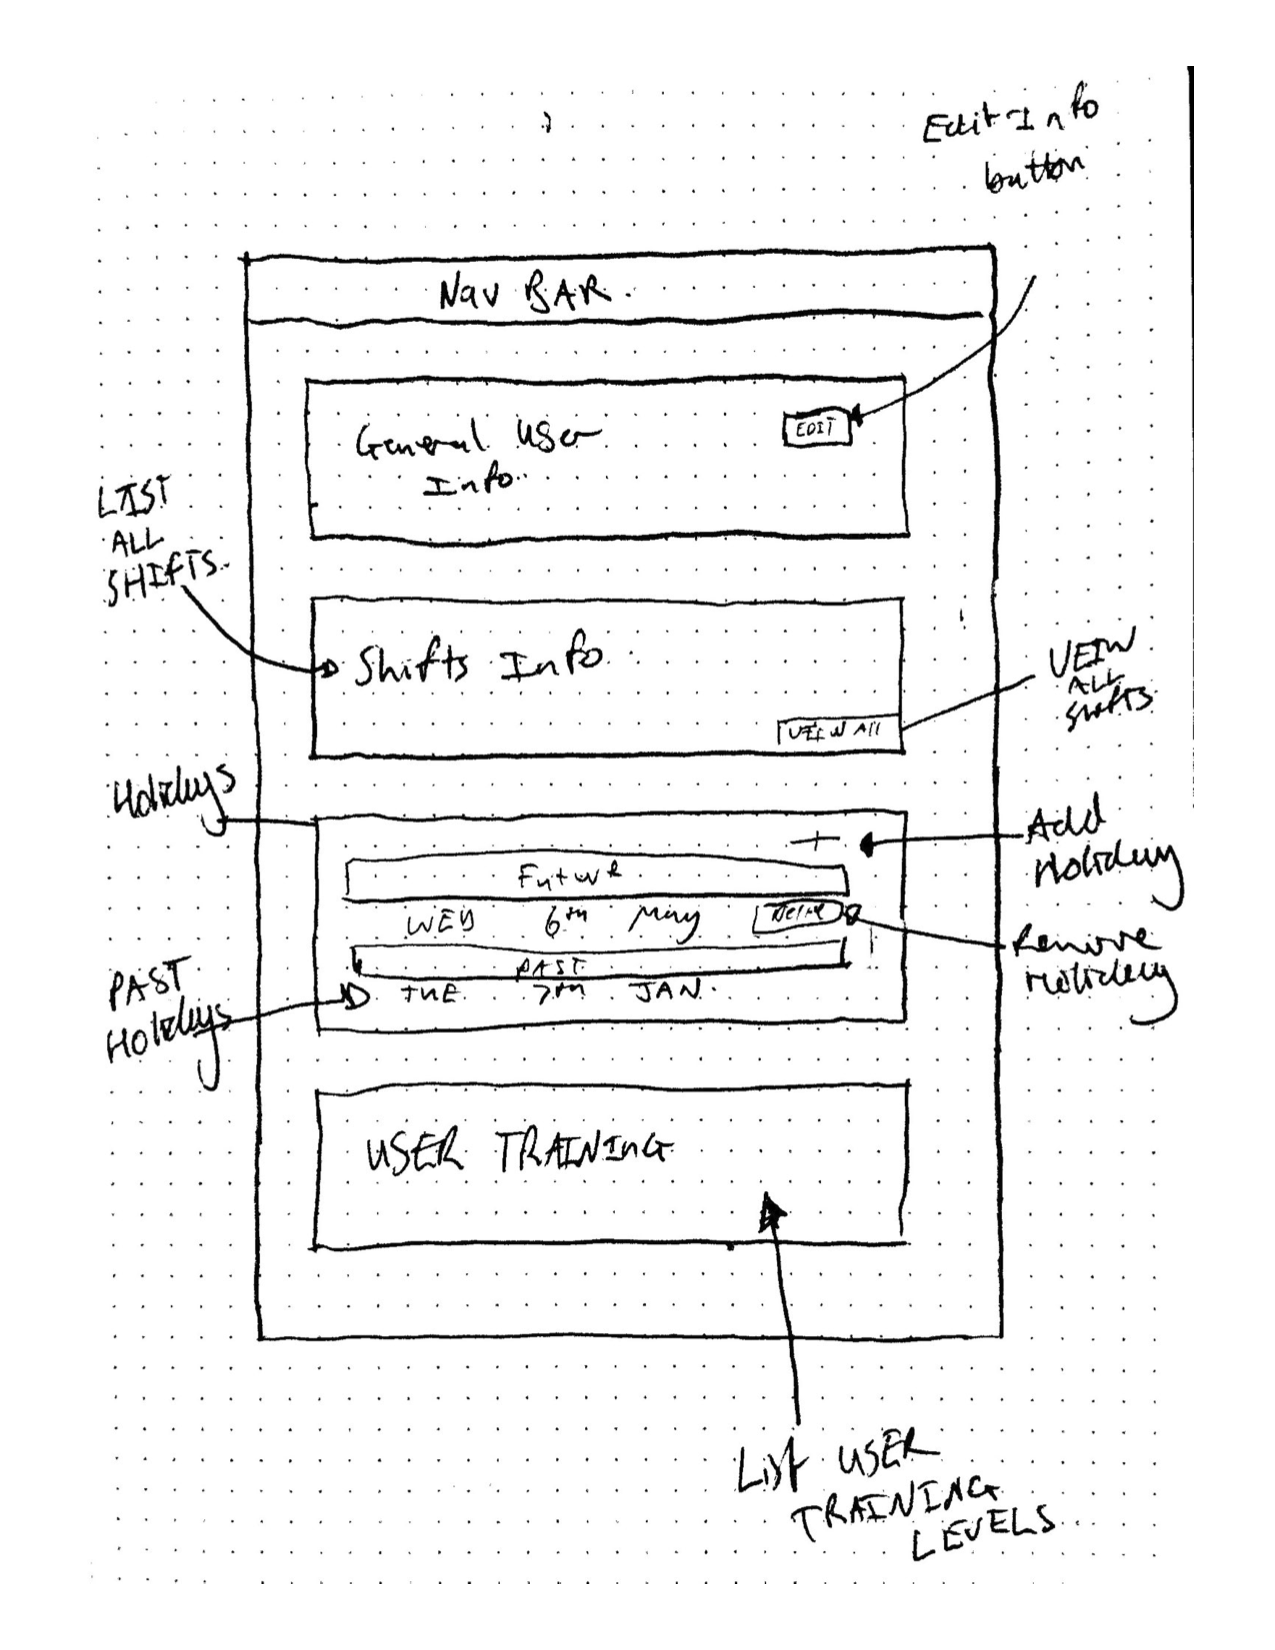 Edit Info
button
Nav BAR.
General User
Info.
EDIT
LIST
ALL
SHIFTS.
Shifts Info
VEIW All
VEIW
ALL
Shifts
Holidays
+
Add
Holiday
Future
WED 6th May
Remove
Holiday
PAST
TUE 7th JAN.
PAST
Holidays
USER TRAINING
List USER
TRAINING
LEVELS